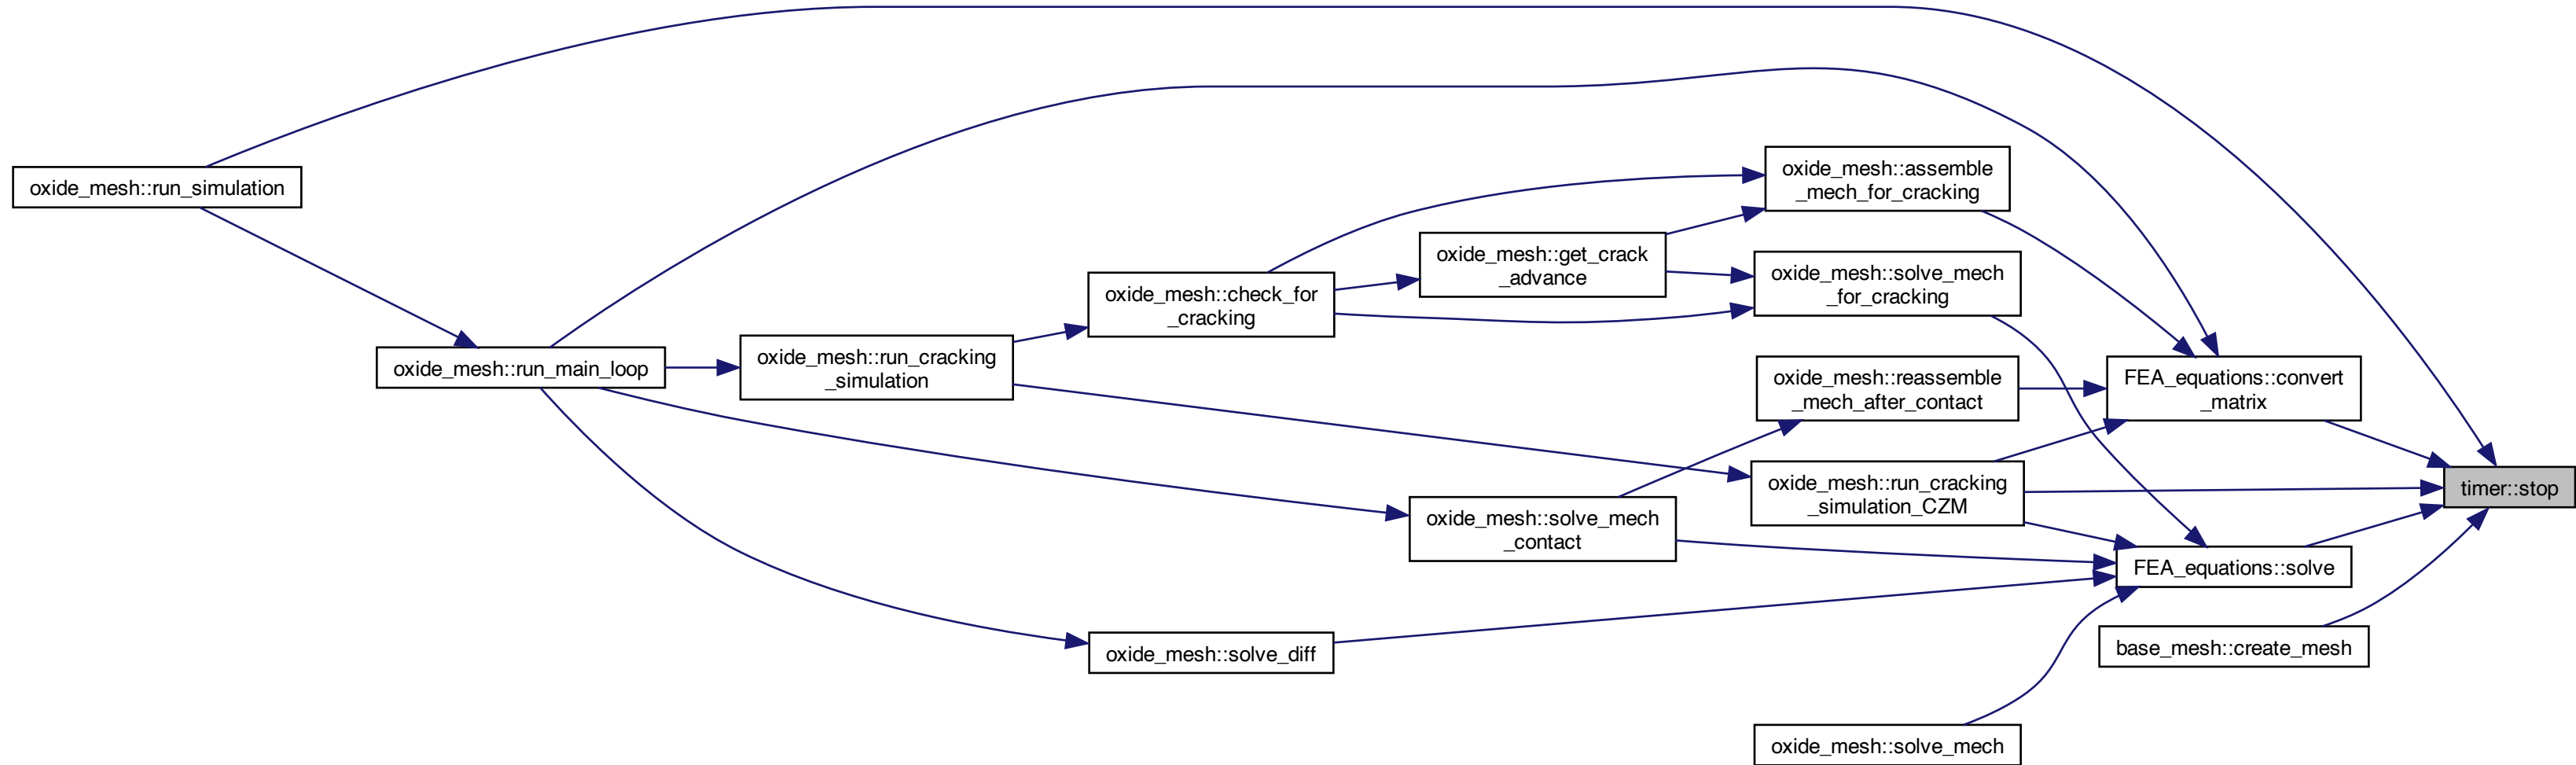 oxide_mesh::run_simulation
oxide_mesh::run_main_loop
oxide_mesh::run_cracking
_simulation
oxide_mesh::check_for
_cracking
oxide_mesh::get_crack
_advance
oxide_mesh::assemble
_mech_for_cracking
oxide_mesh::solve_mech
_for_cracking
oxide_mesh::reassemble
_mech_after_contact
oxide_mesh::run_cracking
_simulation_CZM
oxide_mesh::solve_mech
_contact
oxide_mesh::solve_diff
oxide_mesh::solve_mech
FEA_equations::convert
_matrix
FEA_equations::solve
base_mesh::create_mesh
timer::stop